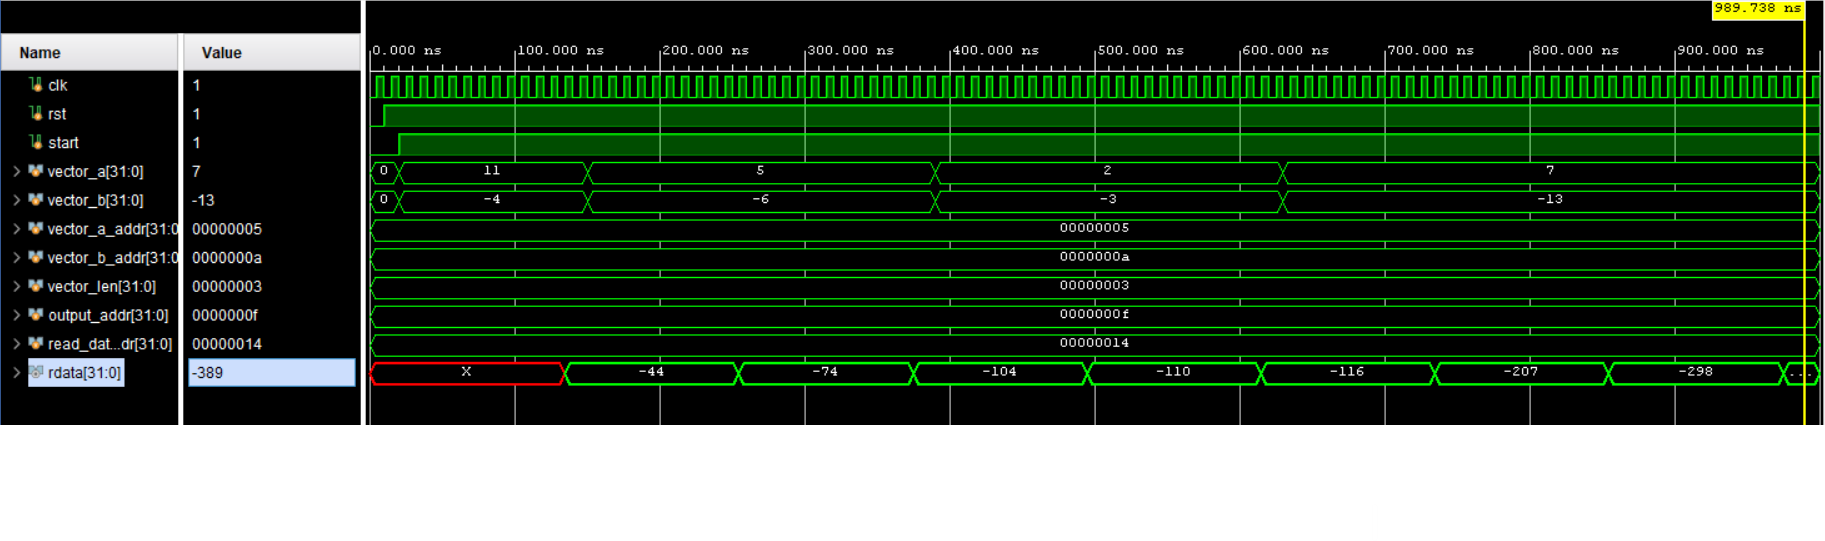 989.738 ns
Name Value 0.000 ns 100.000 ns 200.000 ns 300.000 ns 400.000 ns 500.000 ns 600.000 ns 700.000 ns 800.000 ns 900.000 ns
clk 1
rst 1
start 1
vector_a[31:0] 7 0 11 5 2 7
vector_b[31:0] -13 0 -4 -6 -3 -13
vector_a_addr[31:0 00000005 00000005
vector_b_addr[31:0 0000000a 0000000a
vector_len[31:0] 00000003 00000003
output_addr[31:0] 0000000f 0000000f
read_dat...dr[31:0] 00000014 00000014
rdata[31:0] -389 X -44 -74 -104 -110 -116 -207 -298 ...